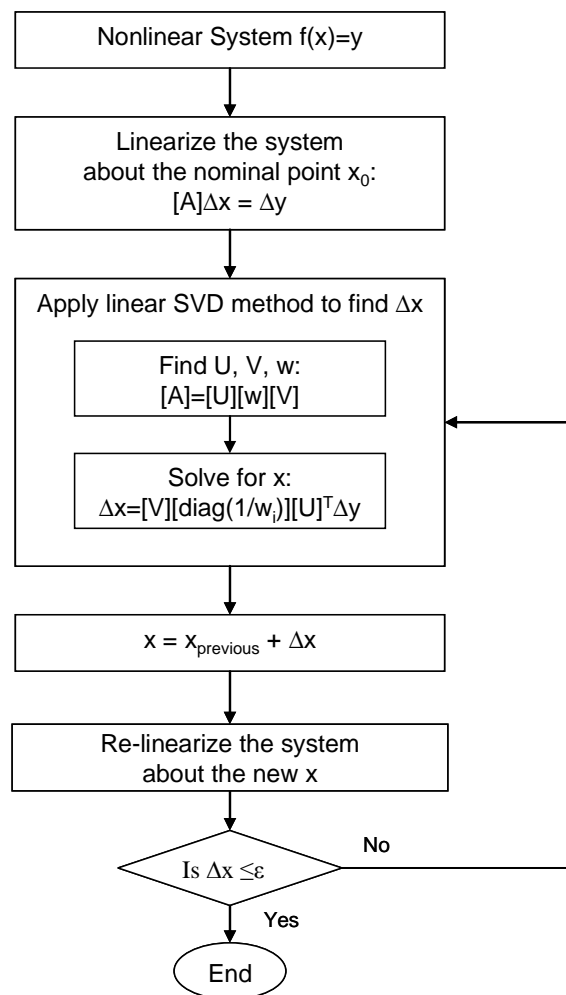 Nonlinear System f(x)=y
Linearize the system
about the nominal point x₀:
[A]Δx = Δy
Apply linear SVD method to find Δx
Find U, V, w:
[A]=[U][w][V]
Solve for x:
Δx=[V][diag(1/wᵢ)][U]ᵀΔy
x = x_previous + Δx
Re-linearize the system
about the new x
Is Δx ≤ε
No
Yes
End